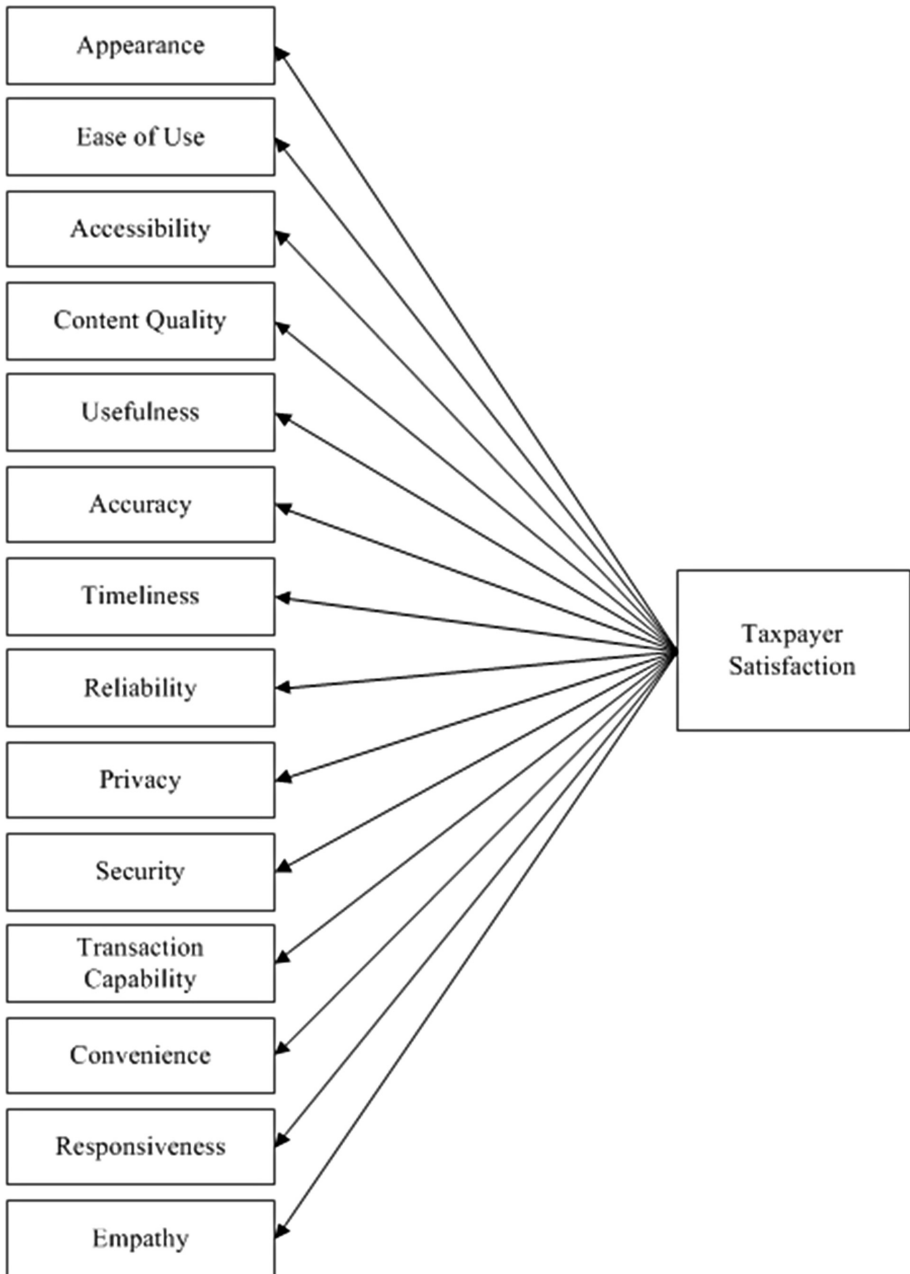 Appearance
Ease of Use
Accessibility
Content Quality
Usefulness
Accuracy
Timeliness
Reliability
Privacy
Security
Transaction
Capability
Convenience
Responsiveness
Empathy
Taxpayer
Satisfaction